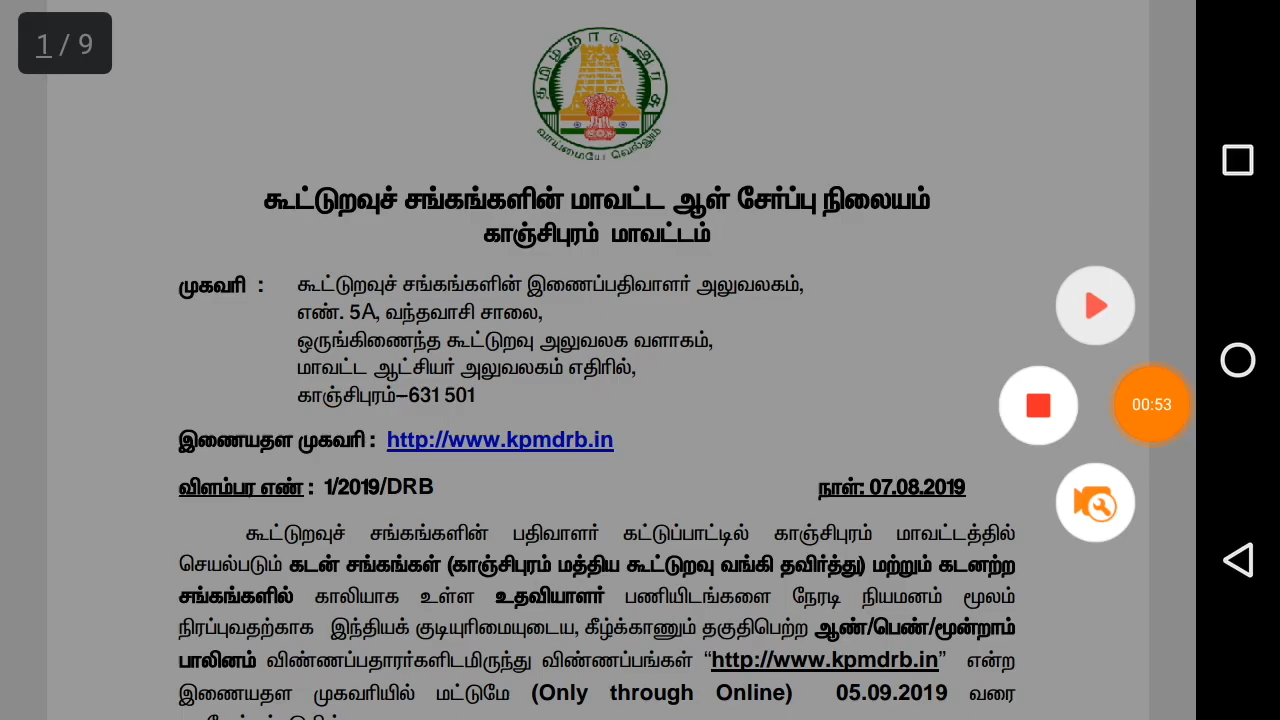 1 / 9
தமிழ்நாடு அரசு
வாய்மையே வெல்லும்
கூட்டுறவுச் சங்கங்களின் மாவட்ட ஆள் சேர்ப்பு நிலையம்
காஞ்சிபுரம் மாவட்டம்
முகவரி : கூட்டுறவுச் சங்கங்களின் இணைப்பதிவாளர் அலுவலகம்,
எண். 5A, வந்தவாசி சாலை,
ஒருங்கிணைந்த கூட்டுறவு அலுவலக வளாகம்,
மாவட்ட ஆட்சியர் அலுவலகம் எதிரில்,
காஞ்சிபுரம்–631 501
00:53
இணையதள முகவரி : http://www.kpmdrb.in
விளம்பர எண் : 1/2019/DRB நாள்: 07.08.2019
கூட்டுறவுச் சங்கங்களின் பதிவாளர் கட்டுப்பாட்டில் காஞ்சிபுரம் மாவட்டத்தில்
செயல்படும் கடன் சங்கங்கள் (காஞ்சிபுரம் மத்திய கூட்டுறவு வங்கி தவிர்த்து) மற்றும் கடனற்ற
சங்கங்களில் காலியாக உள்ள உதவியாளர் பணியிடங்களை நேரடி நியமனம் மூலம்
நிரப்புவதற்காக இந்தியக் குடியுரிமையுடைய, கீழ்க்காணும் தகுதிபெற்ற ஆண்/பெண்/மூன்றாம்
பாலினம் விண்ணப்பதாரர்களிடமிருந்து விண்ணப்பங்கள் “http://www.kpmdrb.in” என்ற
இணையதள முகவரியில் மட்டுமே (Only through Online) 05.09.2019 வரை